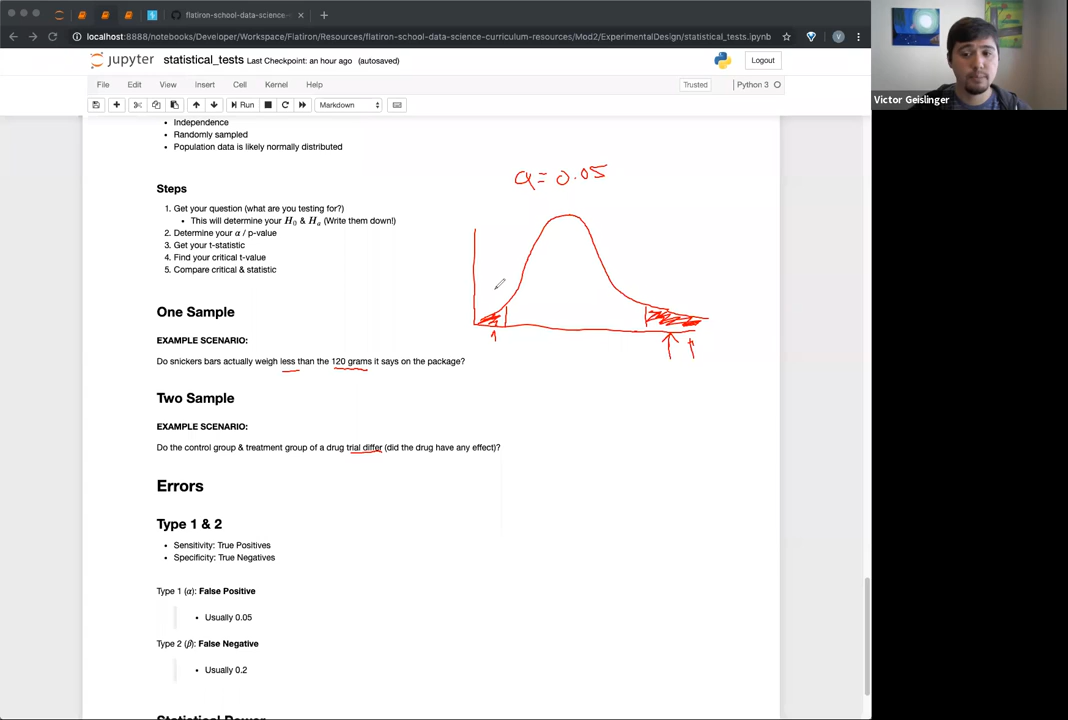 flatiron-school-data-science-
localhost:8888/notebooks/Developer/Workspace/Flatiron/Resources/flatiron-school-data-science-curriculum-resources/Mod2/ExperimentalDesign/statistical_tests.ipynb
V
jupyter statistical_tests Last Checkpoint: an hour ago (autosaved)
Logout
File Edit View Insert Cell Kernel Help
Trusted
Python 3
Run
Markdown
Victor Geislinger
• Independence
• Randomly sampled
• Population data is likely normally distributed
α = 0.05
Steps
1. Get your question (what are you testing for?)
• This will determine your H₀ & Hₐ (Write them down!)
2. Determine your α / p-value
3. Get your t-statistic
4. Find your critical t-value
5. Compare critical & statistic
One Sample
EXAMPLE SCENARIO:
Do snickers bars actually weigh less than the 120 grams it says on the package?
Two Sample
EXAMPLE SCENARIO:
Do the control group & treatment group of a drug trial differ (did the drug have any effect)?
Errors
Type 1 & 2
• Sensitivity: True Positives
• Specificity: True Negatives
Type 1 (α): False Positive
• Usually 0.05
Type 2 (β): False Negative
• Usually 0.2
Statistical Power